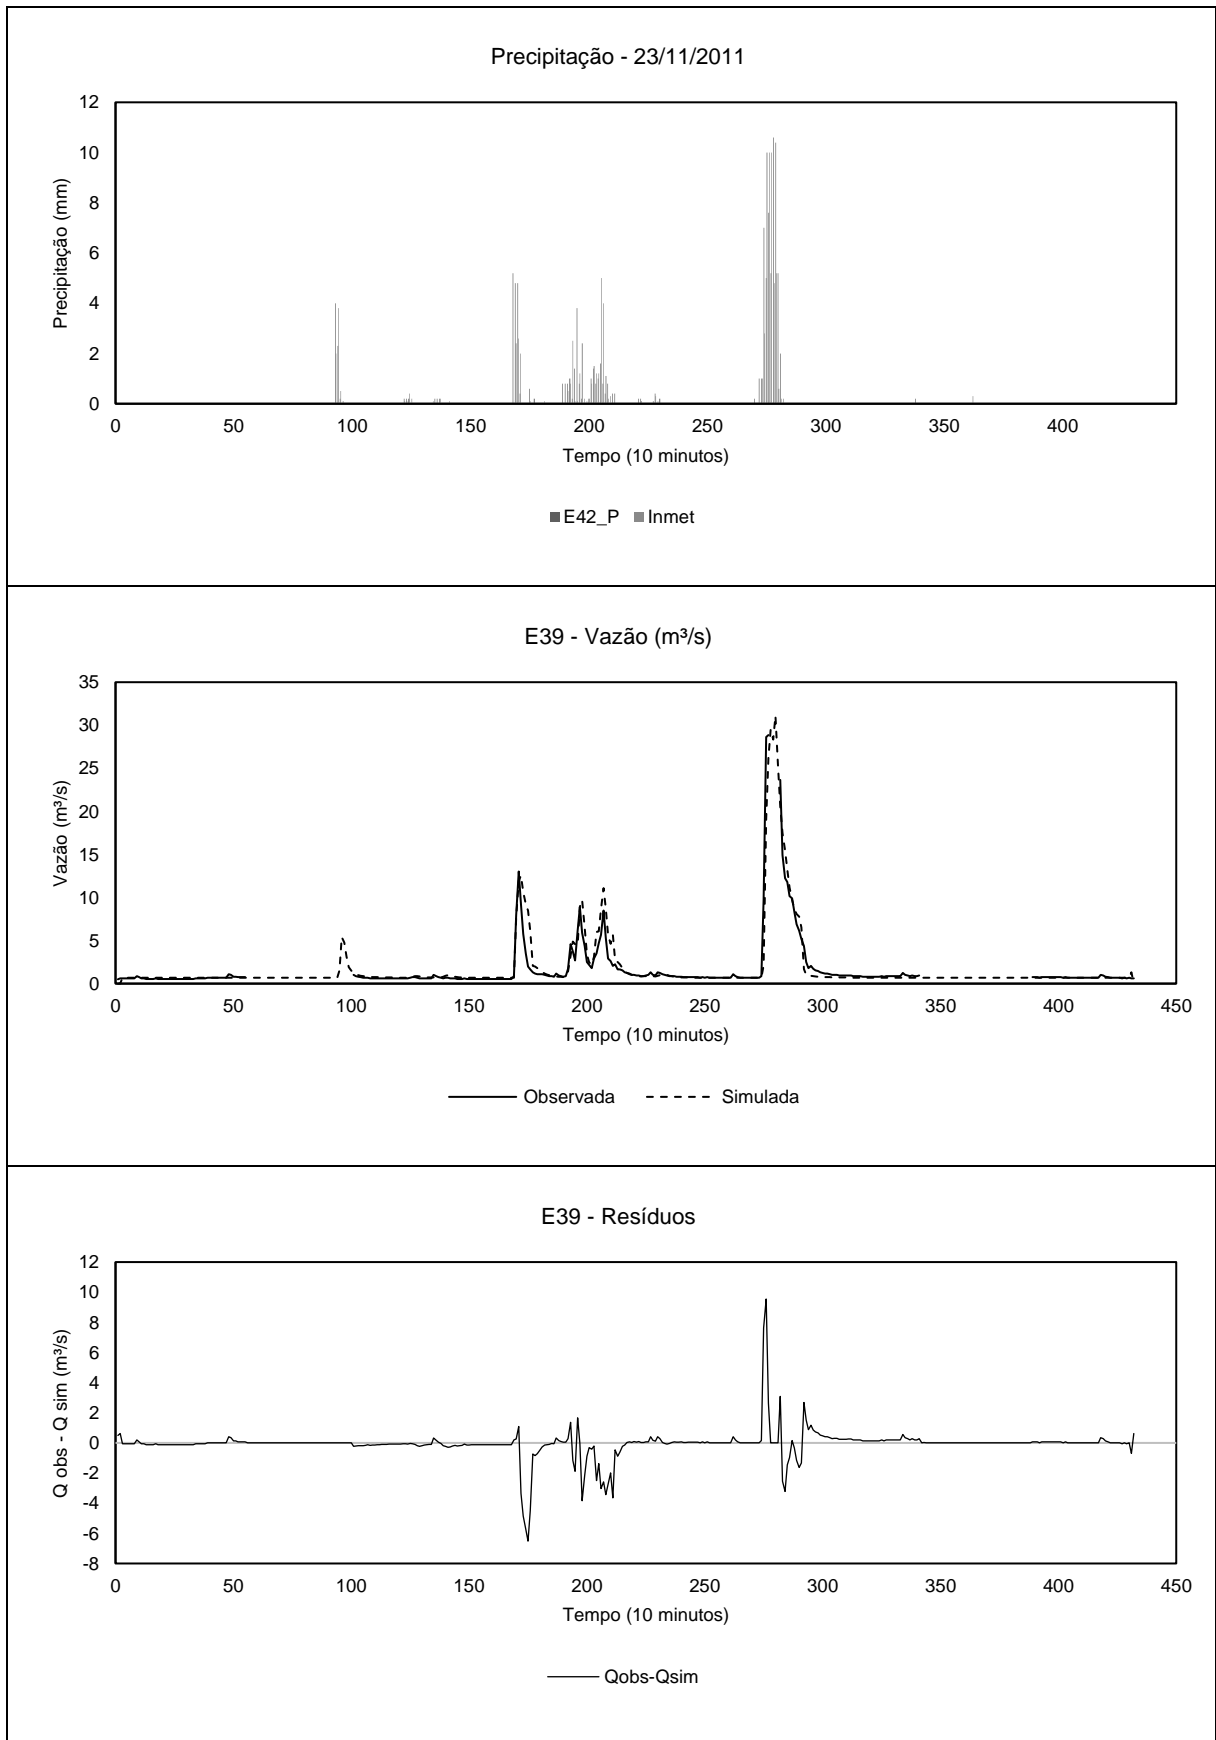 Precipitação - 23/11/2011
12
10
8
6
4
2
0
Precipitação (mm)
0 50 100 150 200 250 300 350 400
Tempo (10 minutos)
E42_P Inmet
E39 - Vazão (m³/s)
35
30
25
20
15
10
5
0
Vazão (m³/s)
0 50 100 150 200 250 300 350 400 450
Tempo (10 minutos)
Observada Simulada
E39 - Resíduos
12
10
8
6
4
2
0
-2
-4
-6
-8
Q obs - Q sim (m³/s)
0 50 100 150 200 250 300 350 400 450
Tempo (10 minutos)
Qobs-Qsim